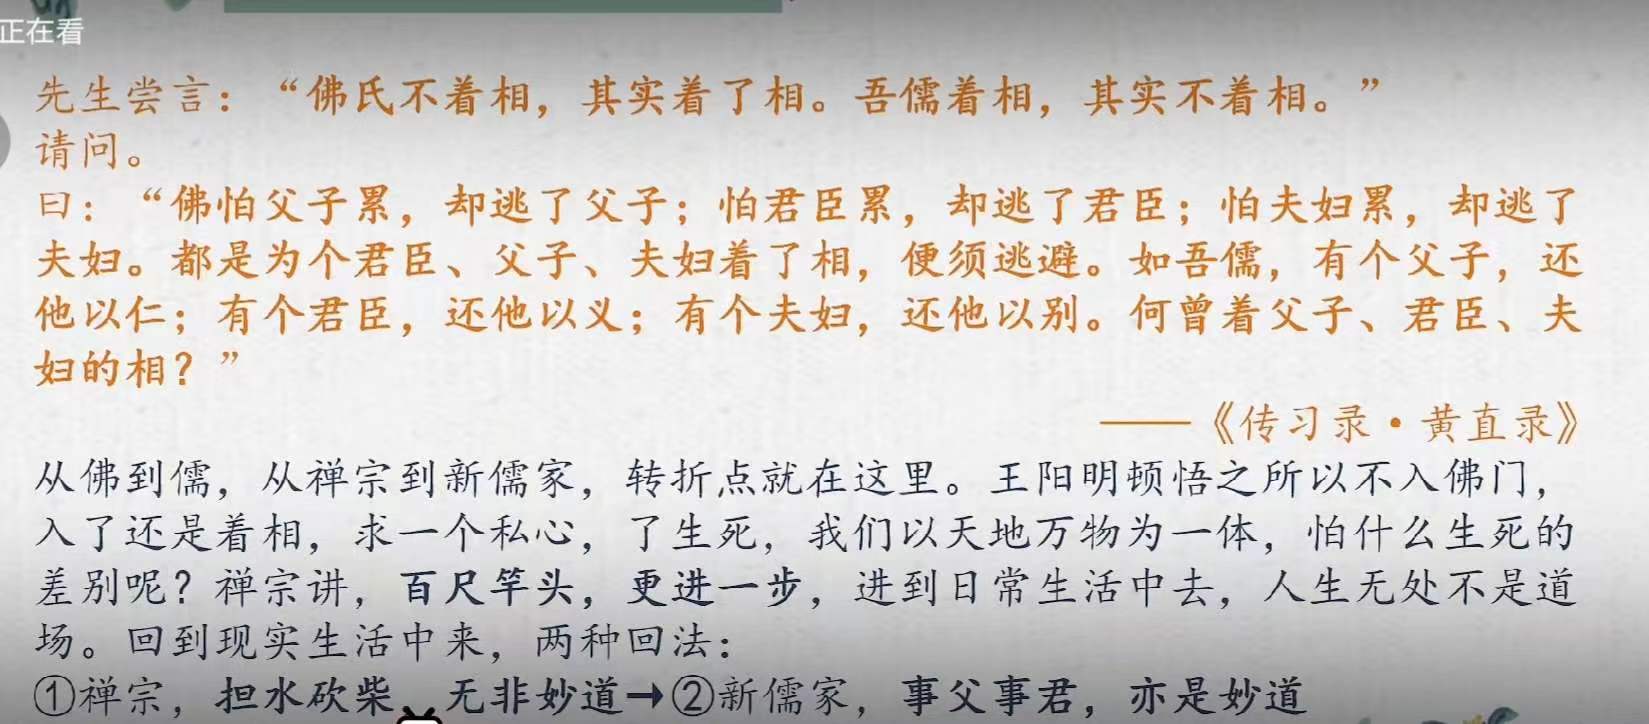 正在看
先生尝言：“佛氏不着相，其实着了相。吾儒着相，其实不着相。”
请问。
曰：“佛怕父子累，却逃了父子；怕君臣累，却逃了君臣；怕夫妇累，却逃了
夫妇。都是为个君臣、父子、夫妇着了相，便须逃避。如吾儒，有个父子，还
他以仁；有个君臣，还他以义；有个夫妇，还他以别。何曾着父子、君臣、夫
妇的相？”
——《传习录·黄直录》
从佛到儒，从禅宗到新儒家，转折点就在这里。王阳明顿悟之所以不入佛门，
入了还是着相，求一个私心，了生死，我们以天地万物为一体，怕什么生死的
差别呢？禅宗讲，百尺竿头，更进一步，进到日常生活中去，人生无处不是道
场。回到现实生活中来，两种回法：
①禅宗，担水砍柴，无非妙道→②新儒家，事父事君，亦是妙道